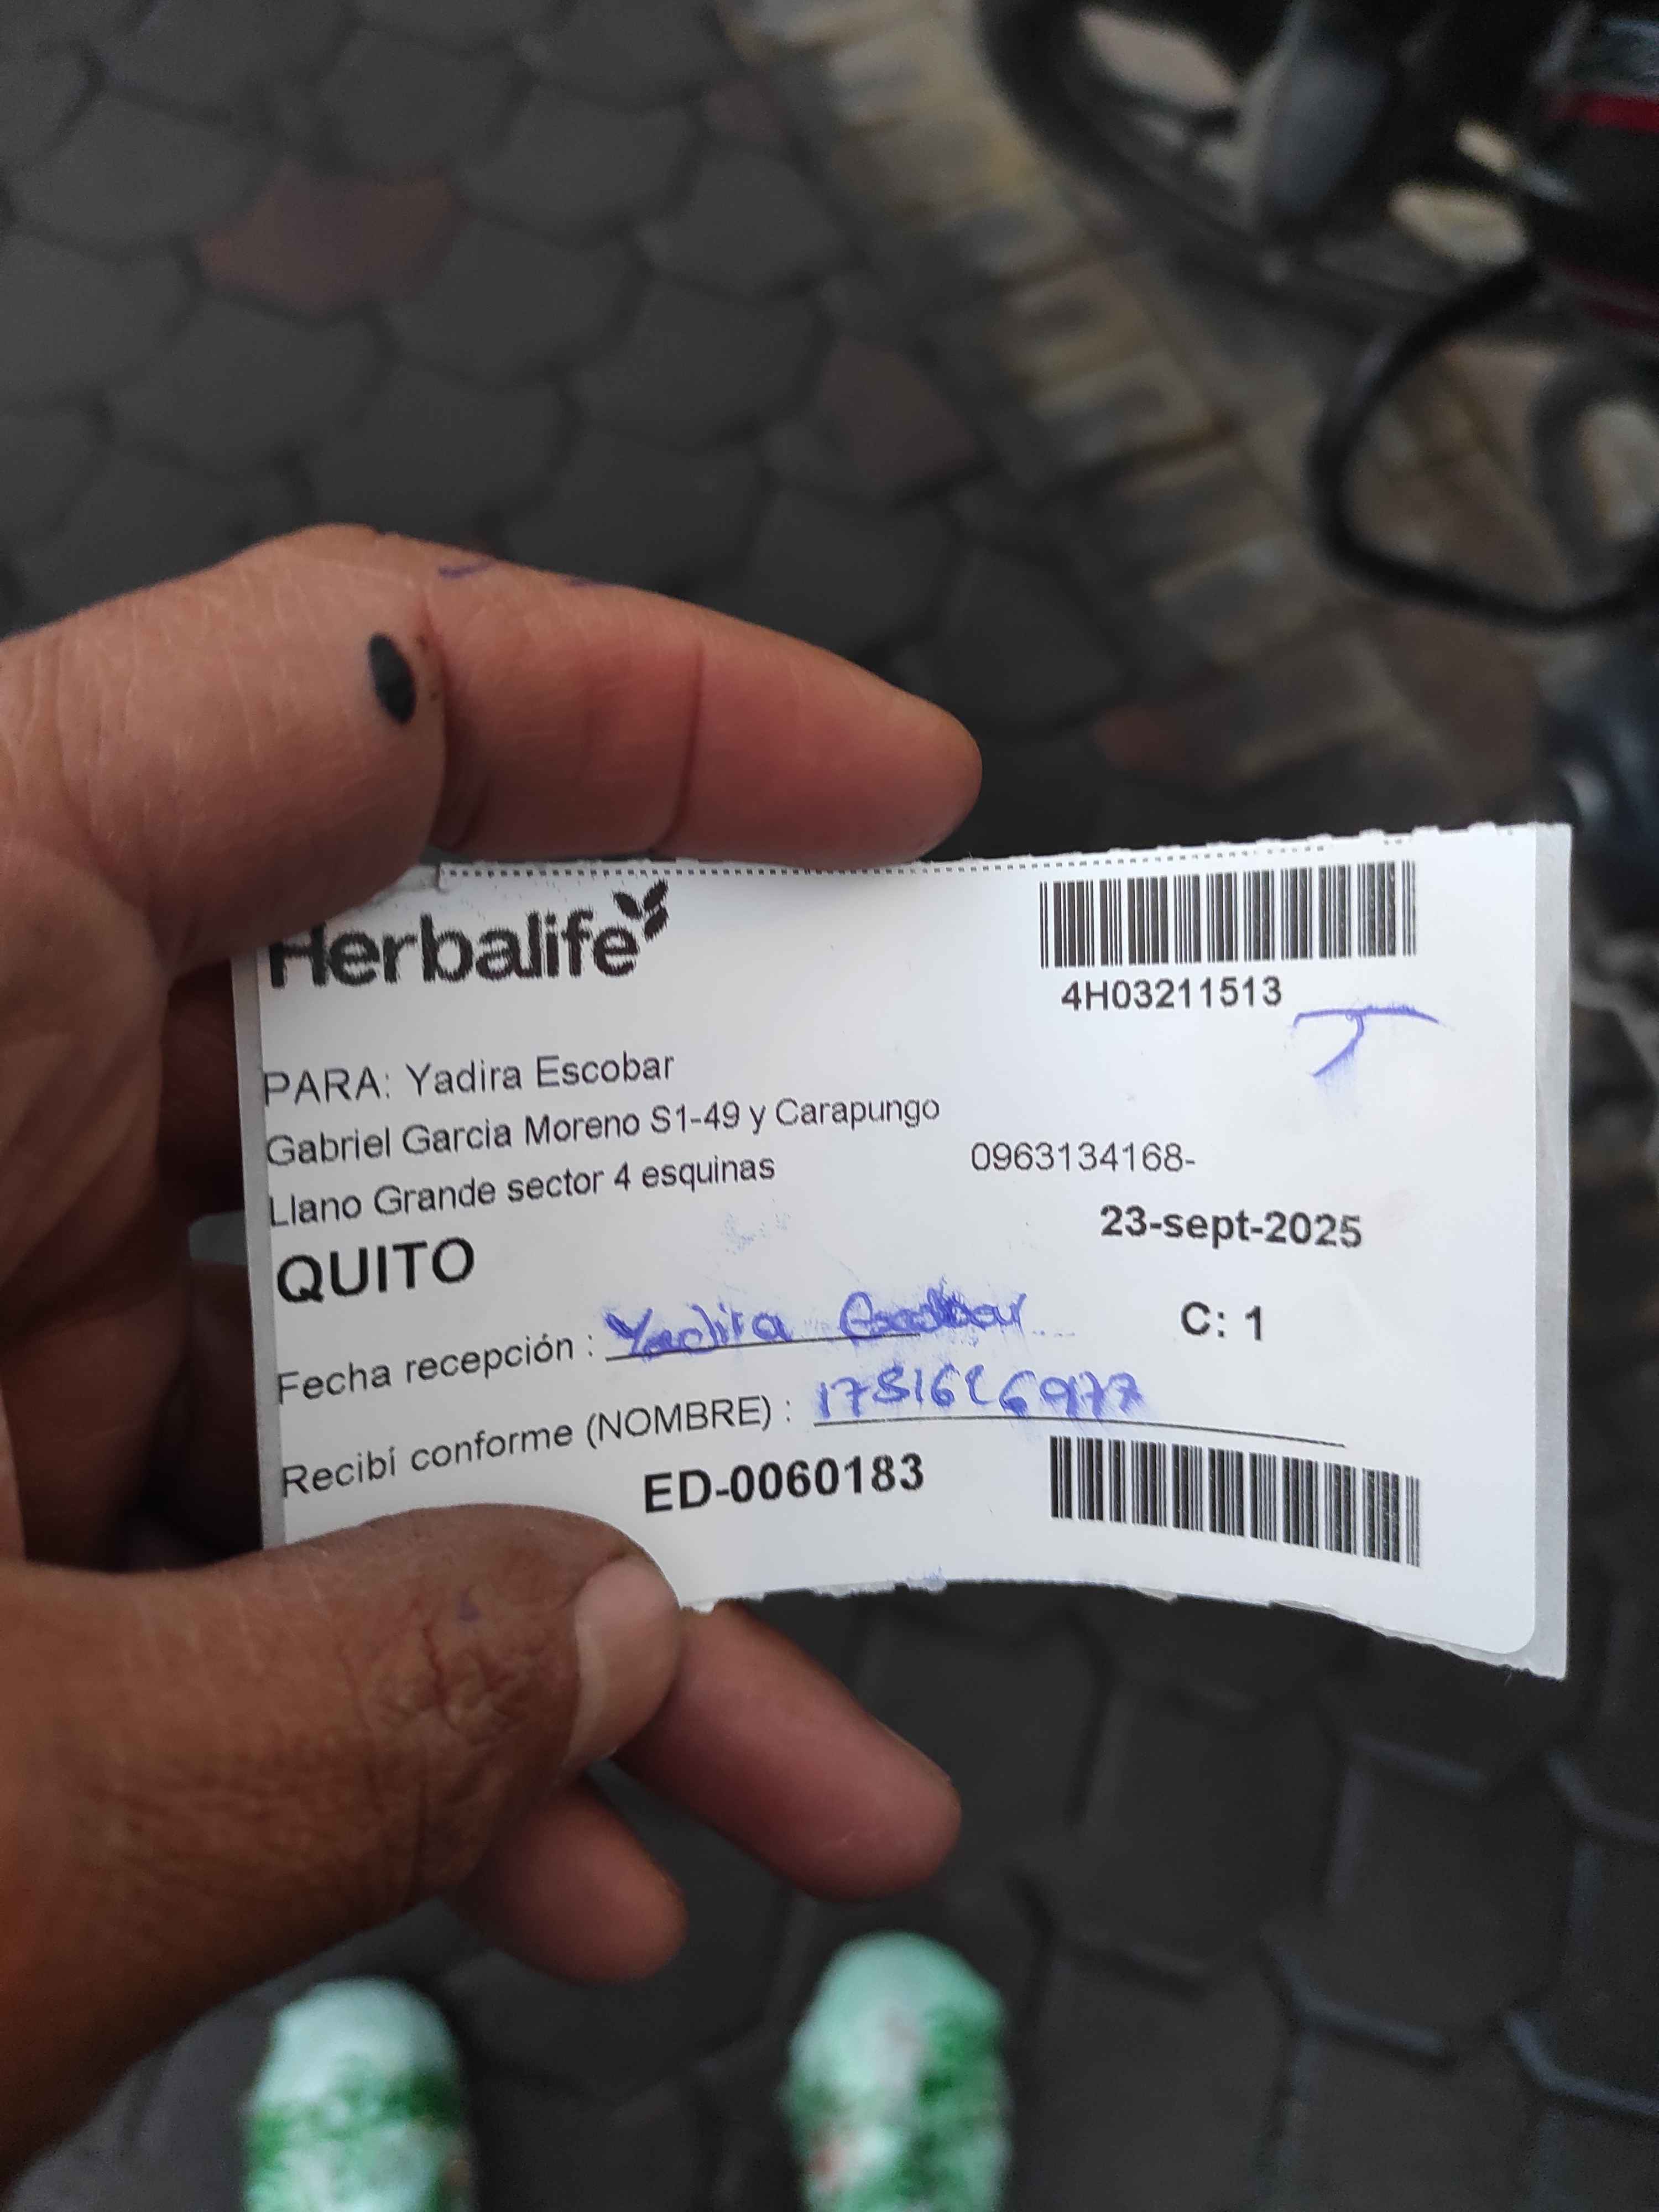 Herbalife
4H03211513
PARA: Yadira Escobar
Gabriel Garcia Moreno S1-49 y Carapungo
Llano Grande sector 4 esquinas
0963134168-
23-sept-2025
QUITO
C: 1
Fecha recepción : Yadira Escobar
Recibí conforme (NOMBRE) :
ED-0060183